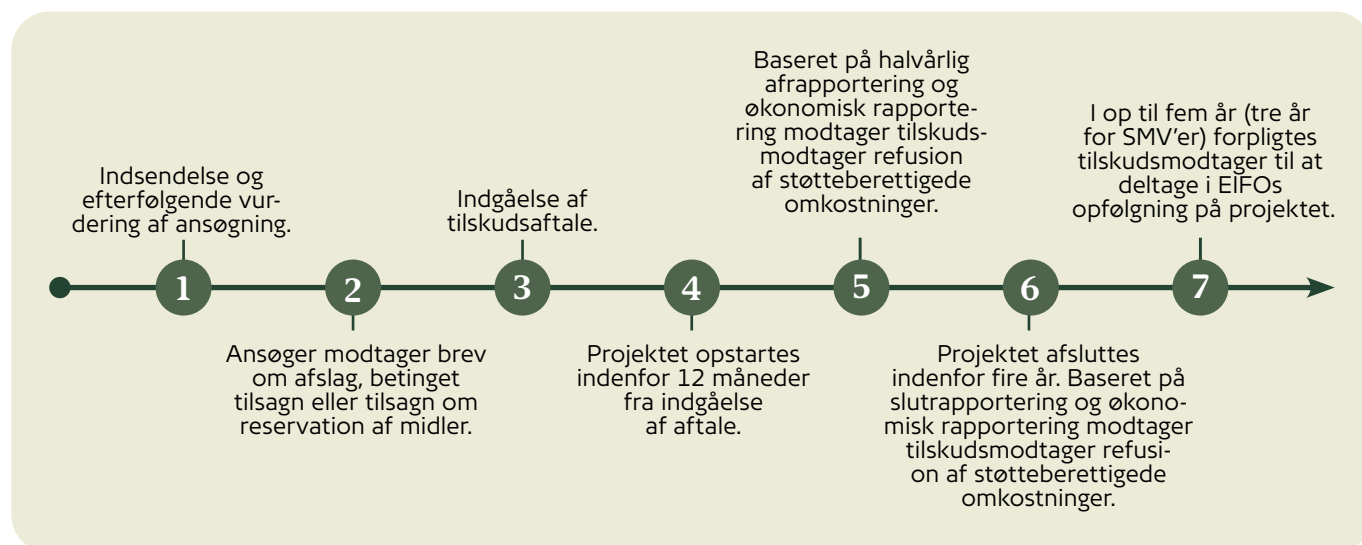 Indsendelse og
efterfølgende vur-
dering af ansøgning.
1
Ansøger modtager brev
om afslag, betinget
tilsagn eller tilsagn om
reservation af midler.
2
Indgåelse af
tilskudsaftale.
3
Projektet opstartes
indenfor 12 måneder
fra indgåelse
af aftale.
4
Baseret på halvårlig
afrapportering og
økonomisk rapporte-
ring modtager tilskuds-
modtager refusion
af støtteberettigede
omkostninger.
5
Projektet afsluttes
indenfor fire år. Baseret på
slutrapportering og økono-
misk rapportering modtager
tilskudsmodtager refusi-
on af støtteberettigede
omkostninger.
6
I op til fem år (tre år
for SMV’er) forpligtes
tilskudsmodtager til at
deltage i EIFOs
opfølgning på projektet.
7